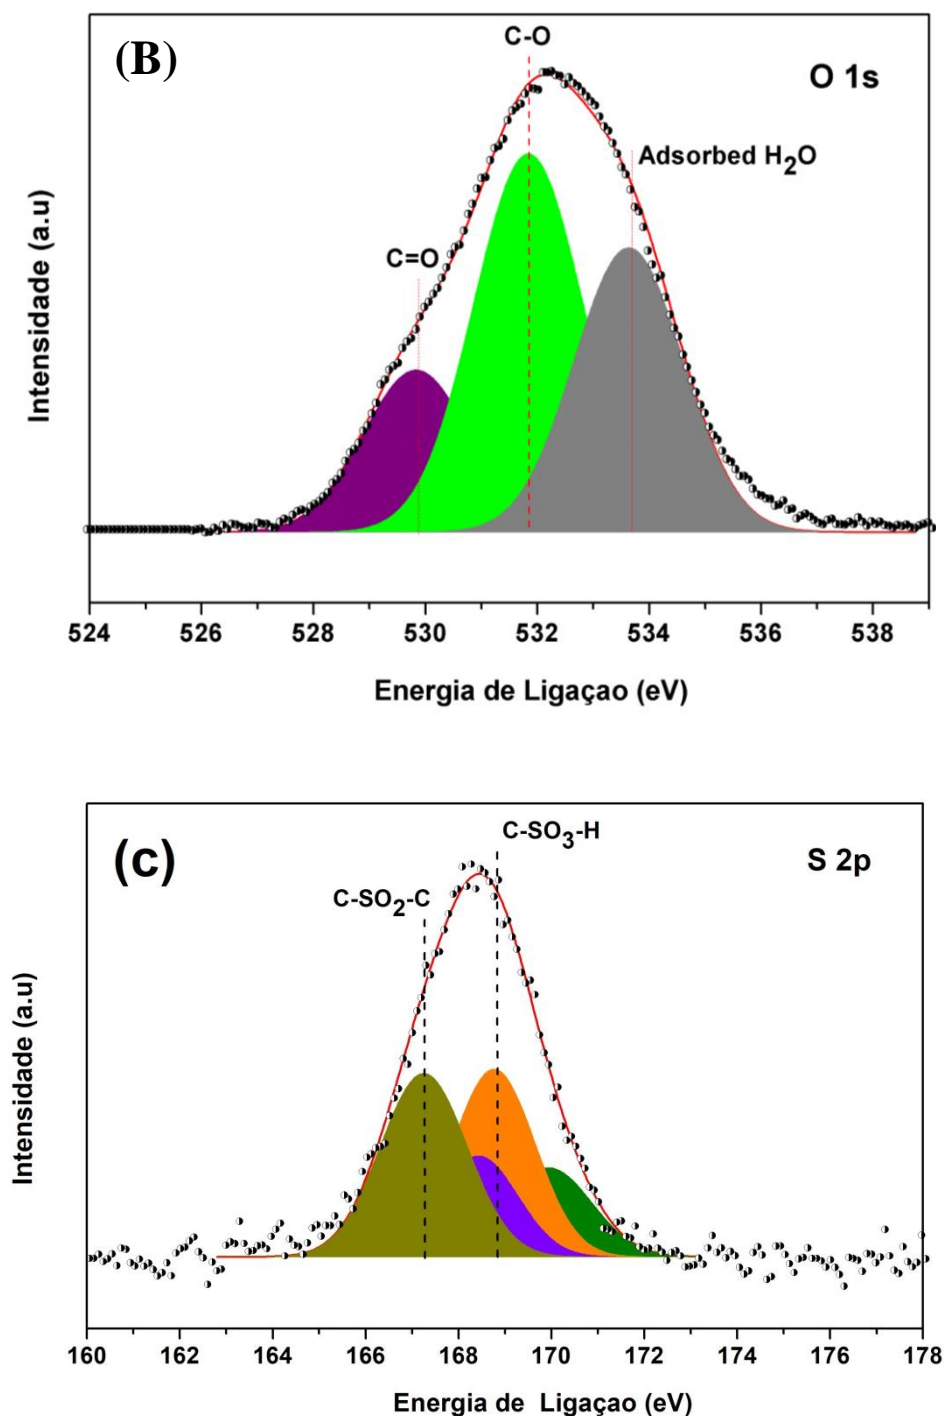 (B)
C-O
O 1s
Adsorbed H2O
C=O
Intensidade (a.u)
524 526 528 530 532 534 536 538
Energia de Ligaçao (eV)
(c)
C-SO3-H
S 2p
C-SO2-C
Intensidade (a.u)
160 162 164 166 168 170 172 174 176 178
Energia de Ligaçao (eV)